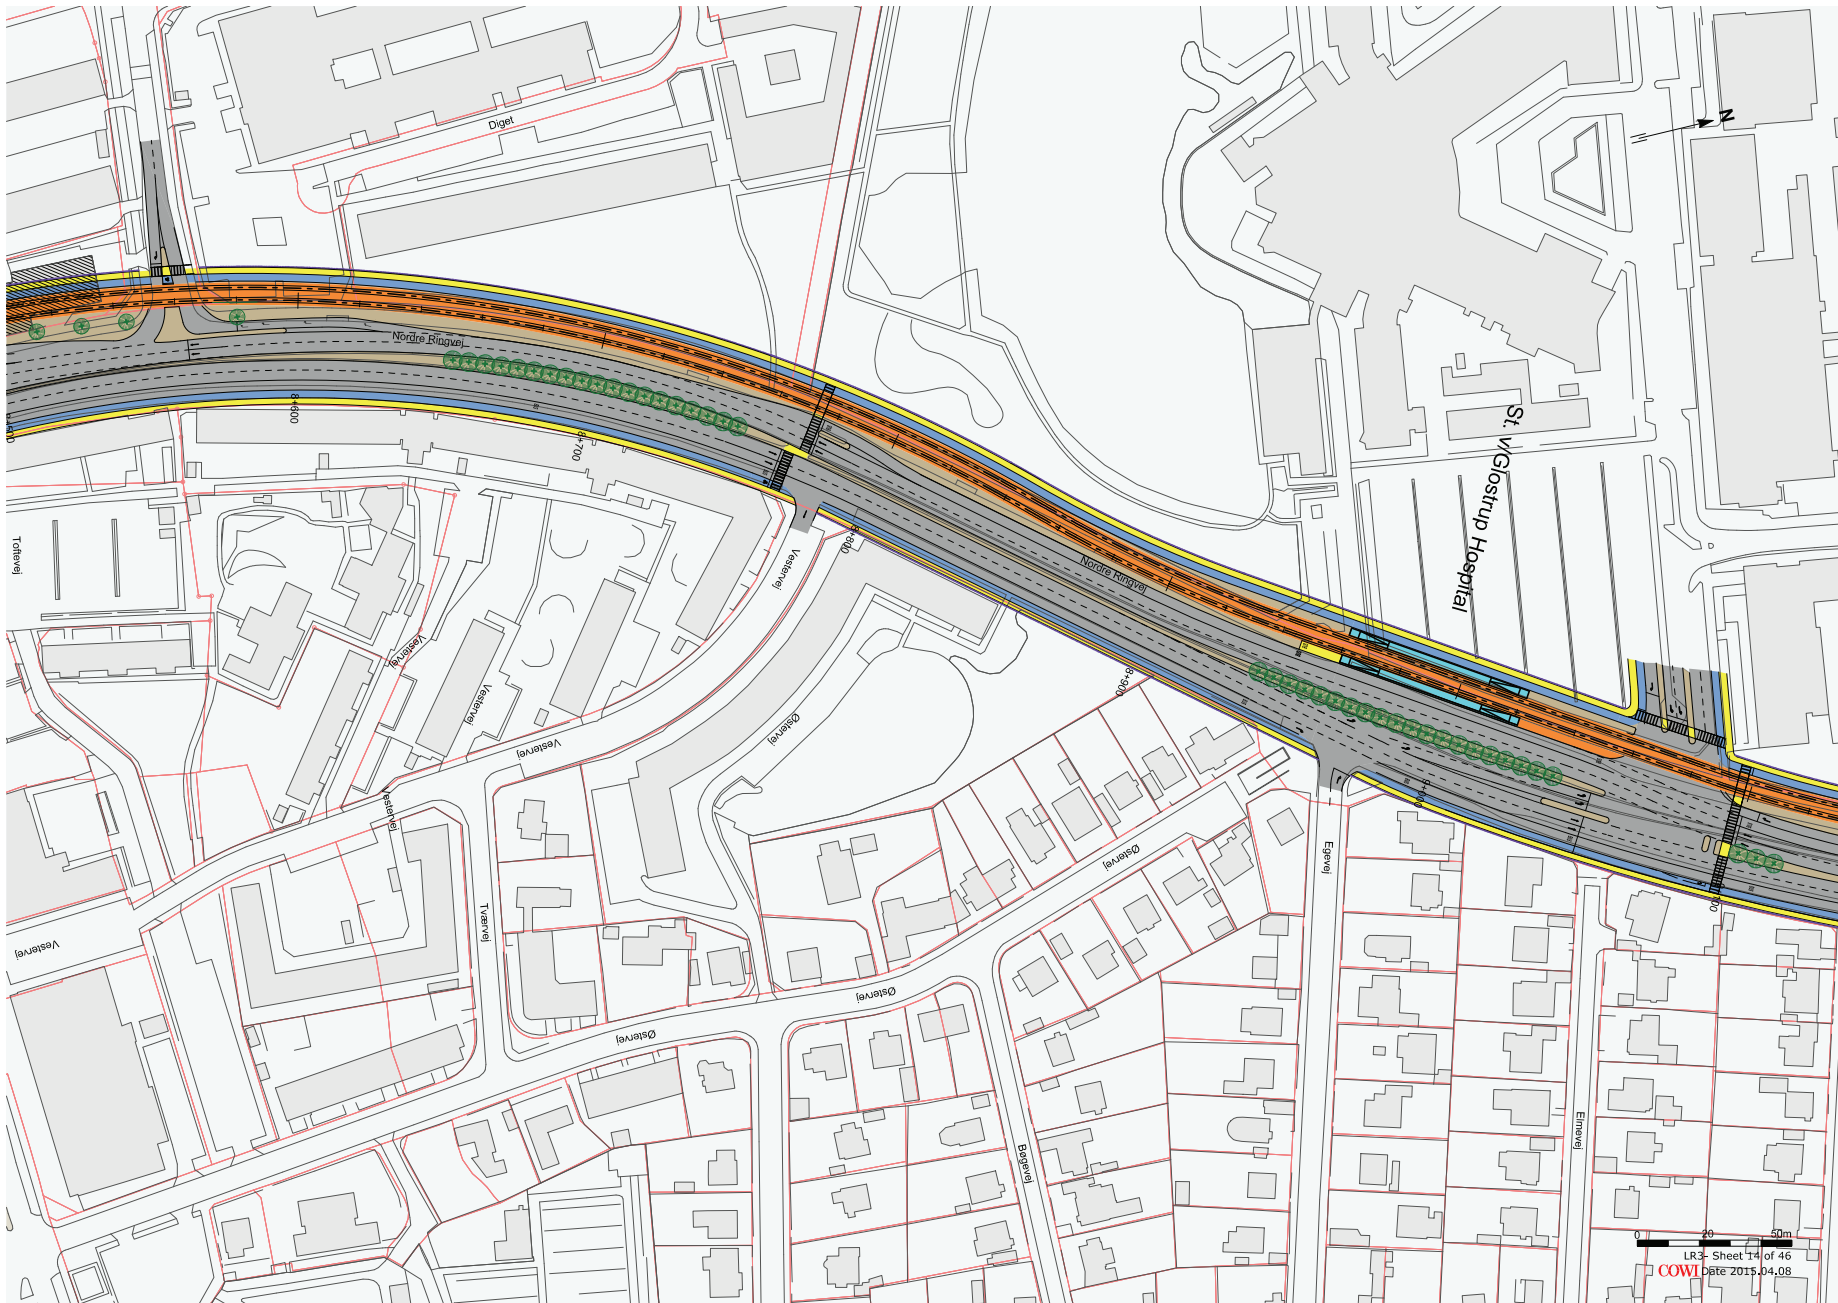 Diget
N
Nordre Ringvej
8+600
8+700
St. v/Glostrup Hospital
Toftevej
Vestervej
8+800
Nordre Ringvej
Vestervej
Vestervej
8+900
Østervej
Vestervej
Vestervej
9+000
Østervej
Egevej
Tværvej
Vestervej
Østervej
Østervej
Bøgevej
Elmevej
0 20 50m
LR3- Sheet 14 of 46
COWI Date 2015.04.08